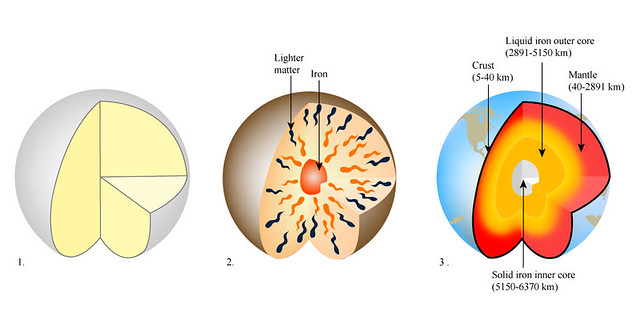 1.
Lighter
matter
Iron
2.
Liquid iron outer core
(2891-5150 km)
Crust
(5-40 km)
Mantle
(40-2891 km)
3 .
Solid iron inner core
(5150-6370 km)